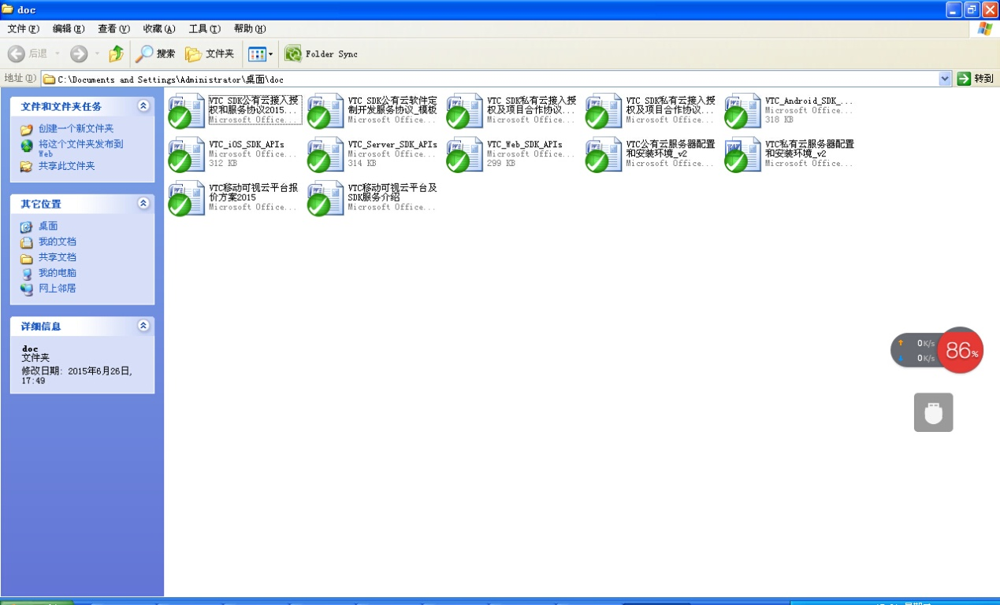 doc
文件(F) 编辑(E) 查看(V) 收藏(A) 工具(T) 帮助(H)
后退 搜索 文件夹 Folder Sync
地址(D) C:\Documents and Settings\Administrator\桌面\doc 转到
文件和文件夹任务
创建一个新文件夹
将这个文件夹发布到
Web
共享此文件夹
其它位置
桌面
我的文档
共享文档
我的电脑
网上邻居
详细信息
doc
文件夹
修改日期: 2015年6月26日,
17:49
VTC SDK公有云接入授
权和服务协议2015...
Microsoft Office...
VTC SDK公有云软件定
制开发服务协议_模板
Microsoft Office...
VTC SDK私有云接入授
权及项目合作协议...
Microsoft Office...
VTC SDK私有云接入授
权及项目合作协议...
Microsoft Office...
VTC_Android_SDK_...
Microsoft Office...
318 KB
VTC_iOS_SDK_APIs
Microsoft Office...
312 KB
VTC_Server_SDK_APIs
Microsoft Office...
314 KB
VTC_Web_SDK_APIs
Microsoft Office...
299 KB
VTC公有云服务器配置
和安装环境_v2
Microsoft Office...
VTC私有云服务器配置
和安装环境_v2
Microsoft Office...
VTC移动可视云平台报
价方案2015
Microsoft Office...
VTC移动可视云平台及
SDK服务介绍
Microsoft Office...
0K/s
0K/s
86%